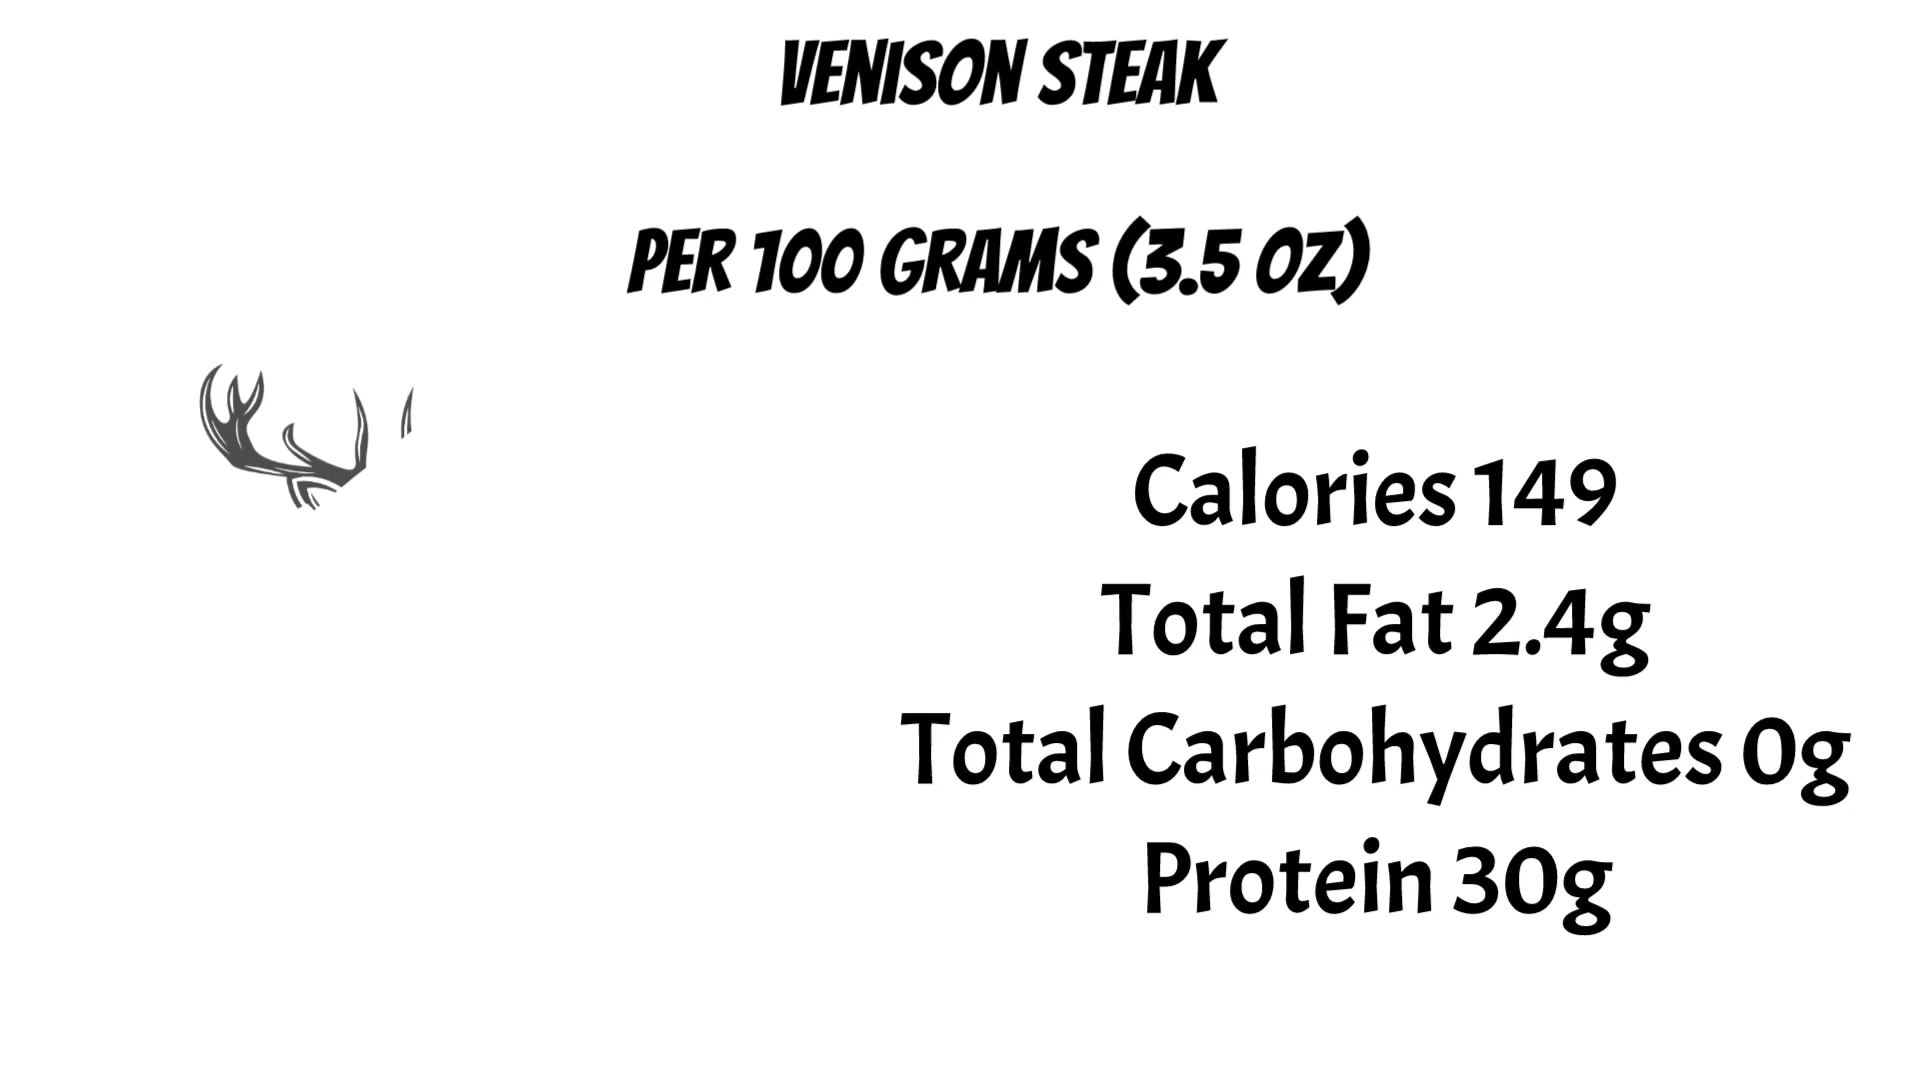 VENISON STEAK
PER 100 GRAMS (3.5 OZ)
Calories 149
Total Fat 2.4g
Total Carbohydrates 0g
Protein 30g